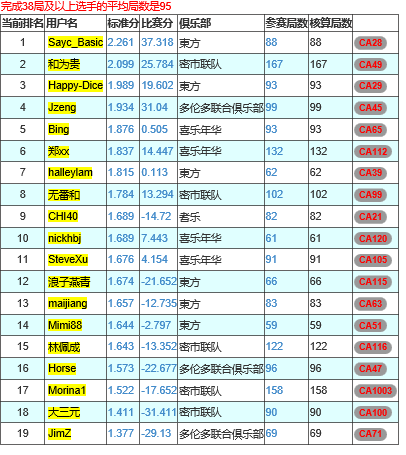 完成38局及以上选手的平均局数是95
当前排名 用户名 标准分 比赛分 俱乐部 参赛局数 核算局数
1 Sayc_Basic 2.261 37.318 東方 88 88 CA28
2 和为贵 2.099 25.784 密市联队 167 167 CA49
3 Happy-Dice 1.989 19.602 東方 93 93 CA29
4 Jzeng 1.934 31.04 多伦多联合俱乐部 99 99 CA45
5 Bing 1.876 0.505 喜乐年华 93 93 CA65
6 郑xx 1.837 14.447 喜乐年华 132 132 CA112
7 halleylam 1.815 0.113 東方 62 62 CA39
8 无番和 1.784 13.294 密市联队 102 102 CA99
9 CHI40 1.689 -14.72 耆乐 82 82 CA21
10 nickhbj 1.689 7.443 喜乐年华 61 61 CA120
11 SteveXu 1.676 4.154 喜乐年华 91 91 CA105
12 浪子燕青 1.674 -21.652 東方 66 66 CA115
13 maijiang 1.657 -12.735 東方 83 83 CA63
14 Mimi88 1.644 -2.797 東方 59 59 CA51
15 林佩成 1.643 -13.352 密市联队 122 122 CA116
16 Horse 1.573 -22.677 多伦多联合俱乐部 96 96 CA47
17 Morina1 1.522 -17.652 密市联队 158 158 CA1003
18 大三元 1.411 -31.411 密市联队 90 90 CA100
19 JimZ 1.377 -29.13 多伦多联合俱乐部 69 69 CA71